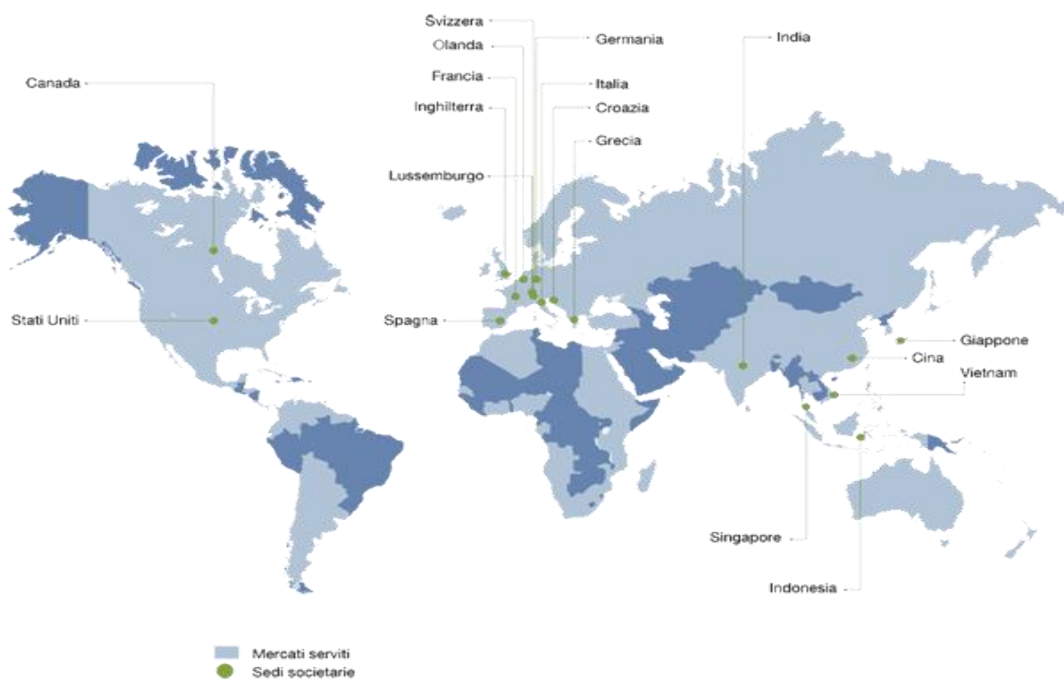 Svizzera
Olanda
Germania
India
Francia
Canada
Italia
Inghilterra
Croazia
Grecia
Lussemburgo
Stati Uniti
Spagna
Giappone
Cina
Vietnam
Singapore
Indonesia
Mercati serviti
Sedi societarie